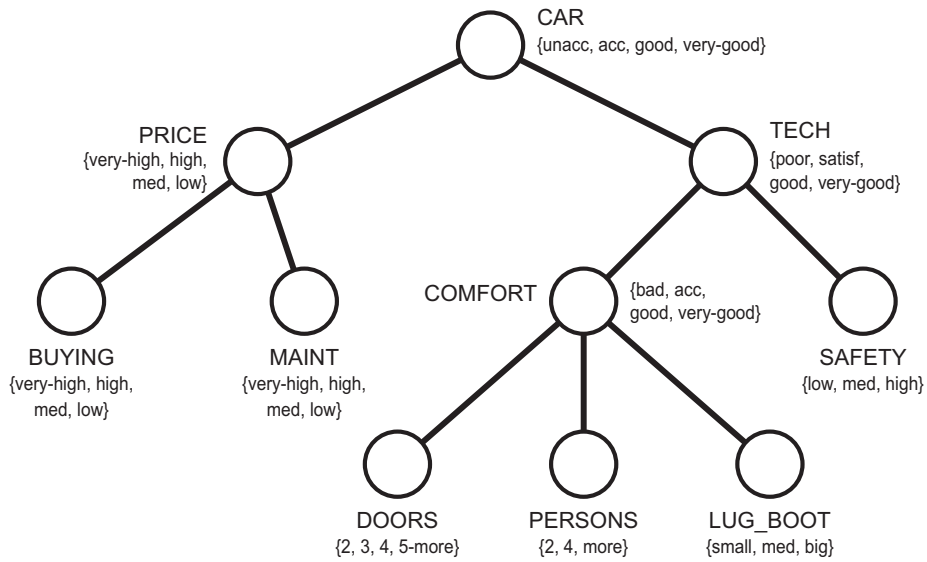 CAR
{unacc, acc, good, very-good}
PRICE
{very-high, high,
med, low}
TECH
{poor, satisf,
good, very-good}
COMFORT
{bad, acc,
good, very-good}
BUYING
{very-high, high,
med, low}
MAINT
{very-high, high,
med, low}
SAFETY
{low, med, high}
DOORS
{2, 3, 4, 5-more}
PERSONS
{2, 4, more}
LUG_BOOT
{small, med, big}